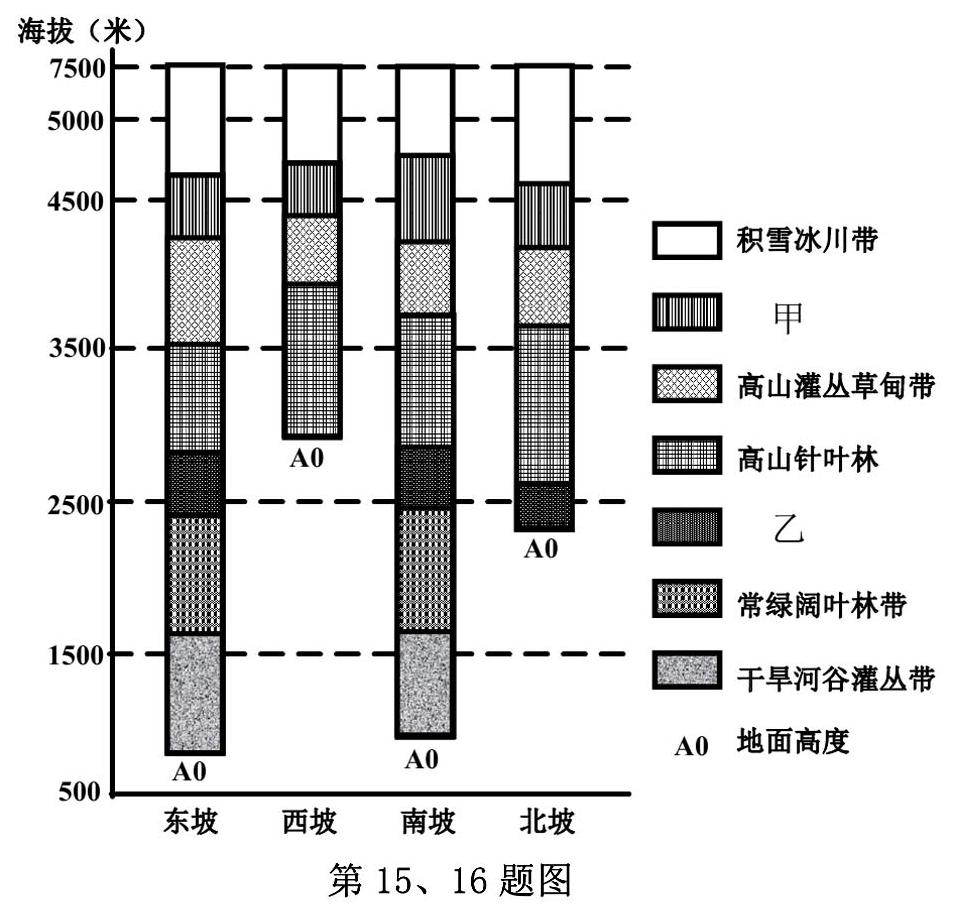 海拔（米）
7500
5000
4500
3500
2500
1500
500
A0
A0
A0
A0
东坡
西坡
南坡
北坡
积雪冰川带
甲
高山灌丛草甸带
高山针叶林
乙
常绿阔叶林带
干旱河谷灌丛带
A0 地面高度
第 15、16 题图